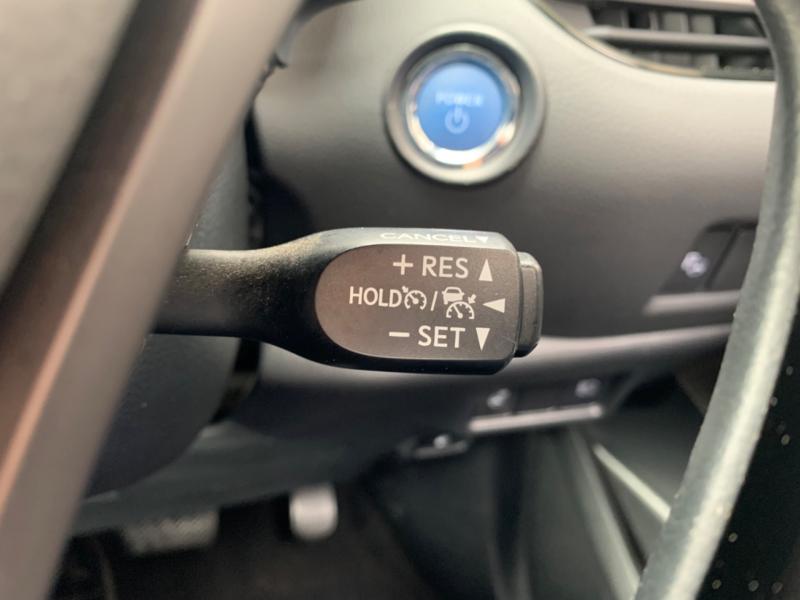 POWER
CANCEL▼
+ RES ▲
HOLD / ◀
− SET ▼